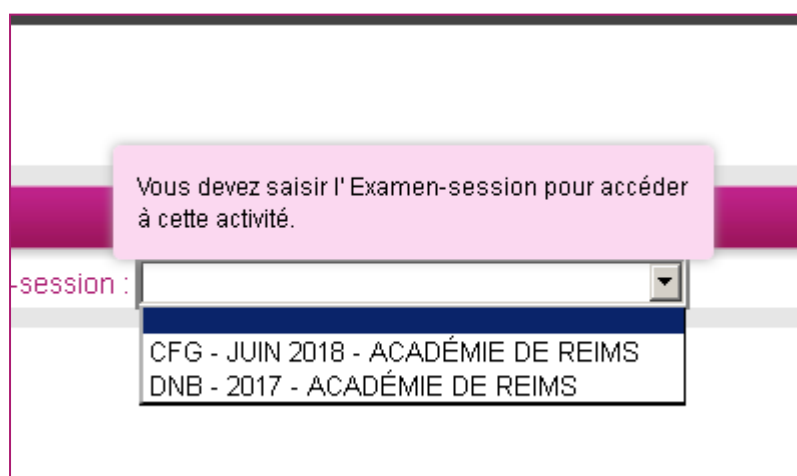 Vous devez saisir l' Examen-session pour accéder
à cette activité.
-session :
CFG - JUIN 2018 - ACADÉMIE DE REIMS
DNB - 2017 - ACADÉMIE DE REIMS